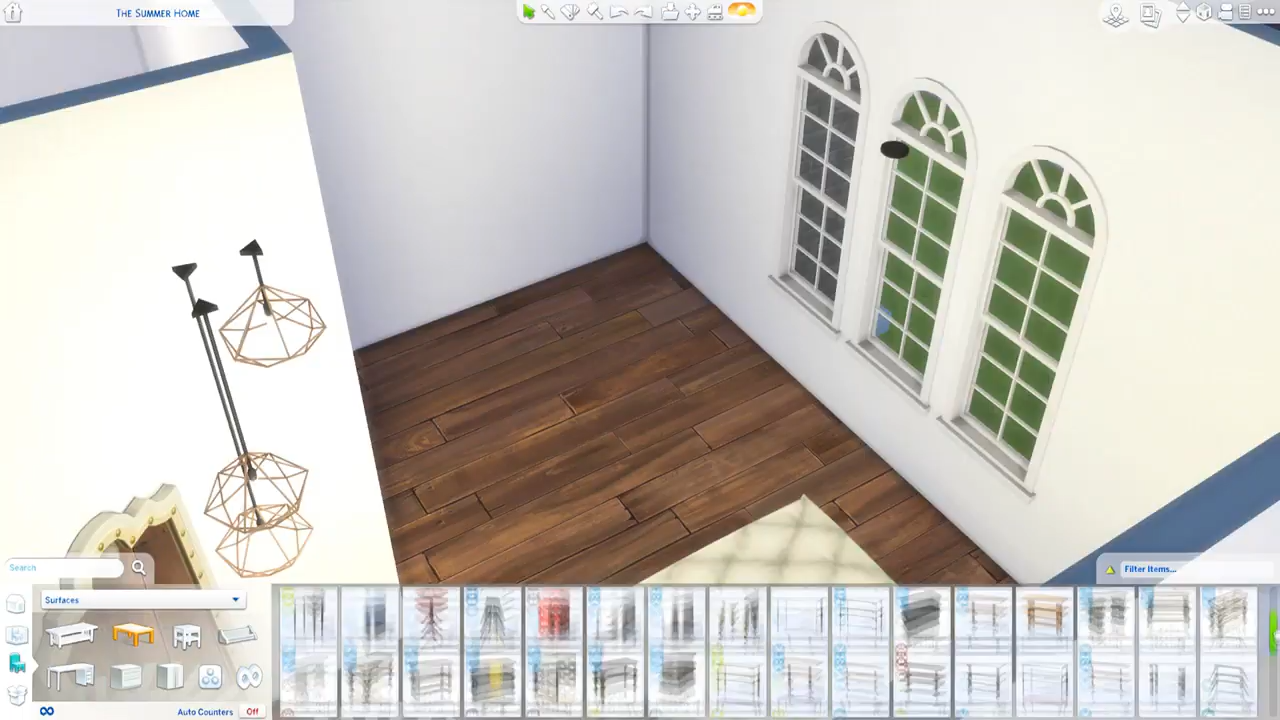 The Summer Home
Search
Filter Items...
Surfaces
Auto Counters Off